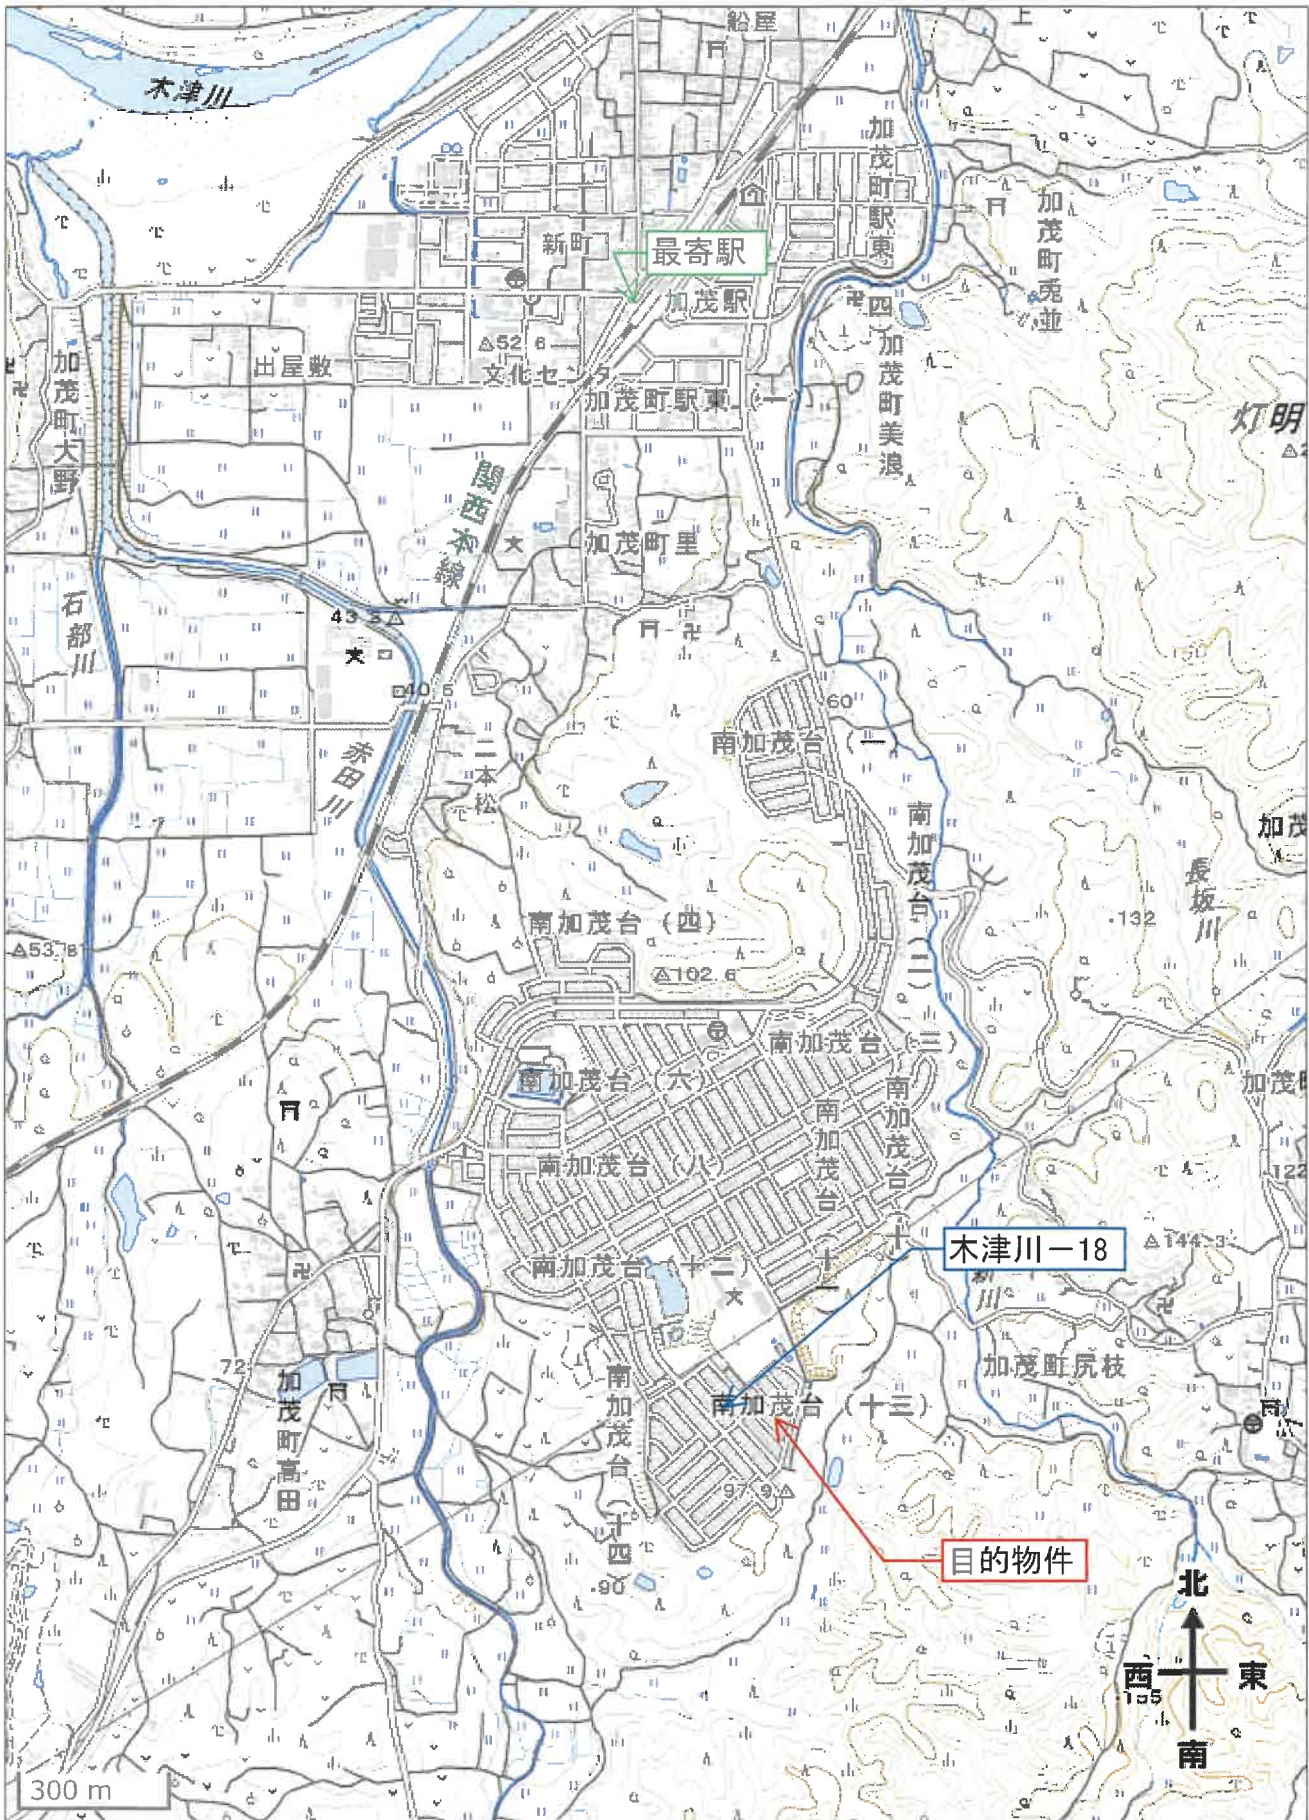 船屋
上
木津川
加茂町駅東
(四)
加茂町兎並
新町
最寄駅
加茂駅
出屋敷
△52.6
文化センタ
加茂町駅東(一)
加茂町美浪
加茂町大野
灯明
関西本線
加茂町里
石部川
43.3△
40.5
60
南加茂台(一)
二本松
赤田川
南加茂台(二)
加茂
長坂川
・132
南加茂台(四)
△53.8
△102.6
南加茂台(三)
南加茂台(六)
加茂町
南加茂台(八)
南加茂台(十一)
南加茂台(十)
122
木津川-18
△144.3
南加茂台(十二)
新川
加茂町尻枝
72
加茂町高田
南加茂台(十四)
南加茂台(十三)
97.9△
目的物件
・90
北
西
東
南
300 m